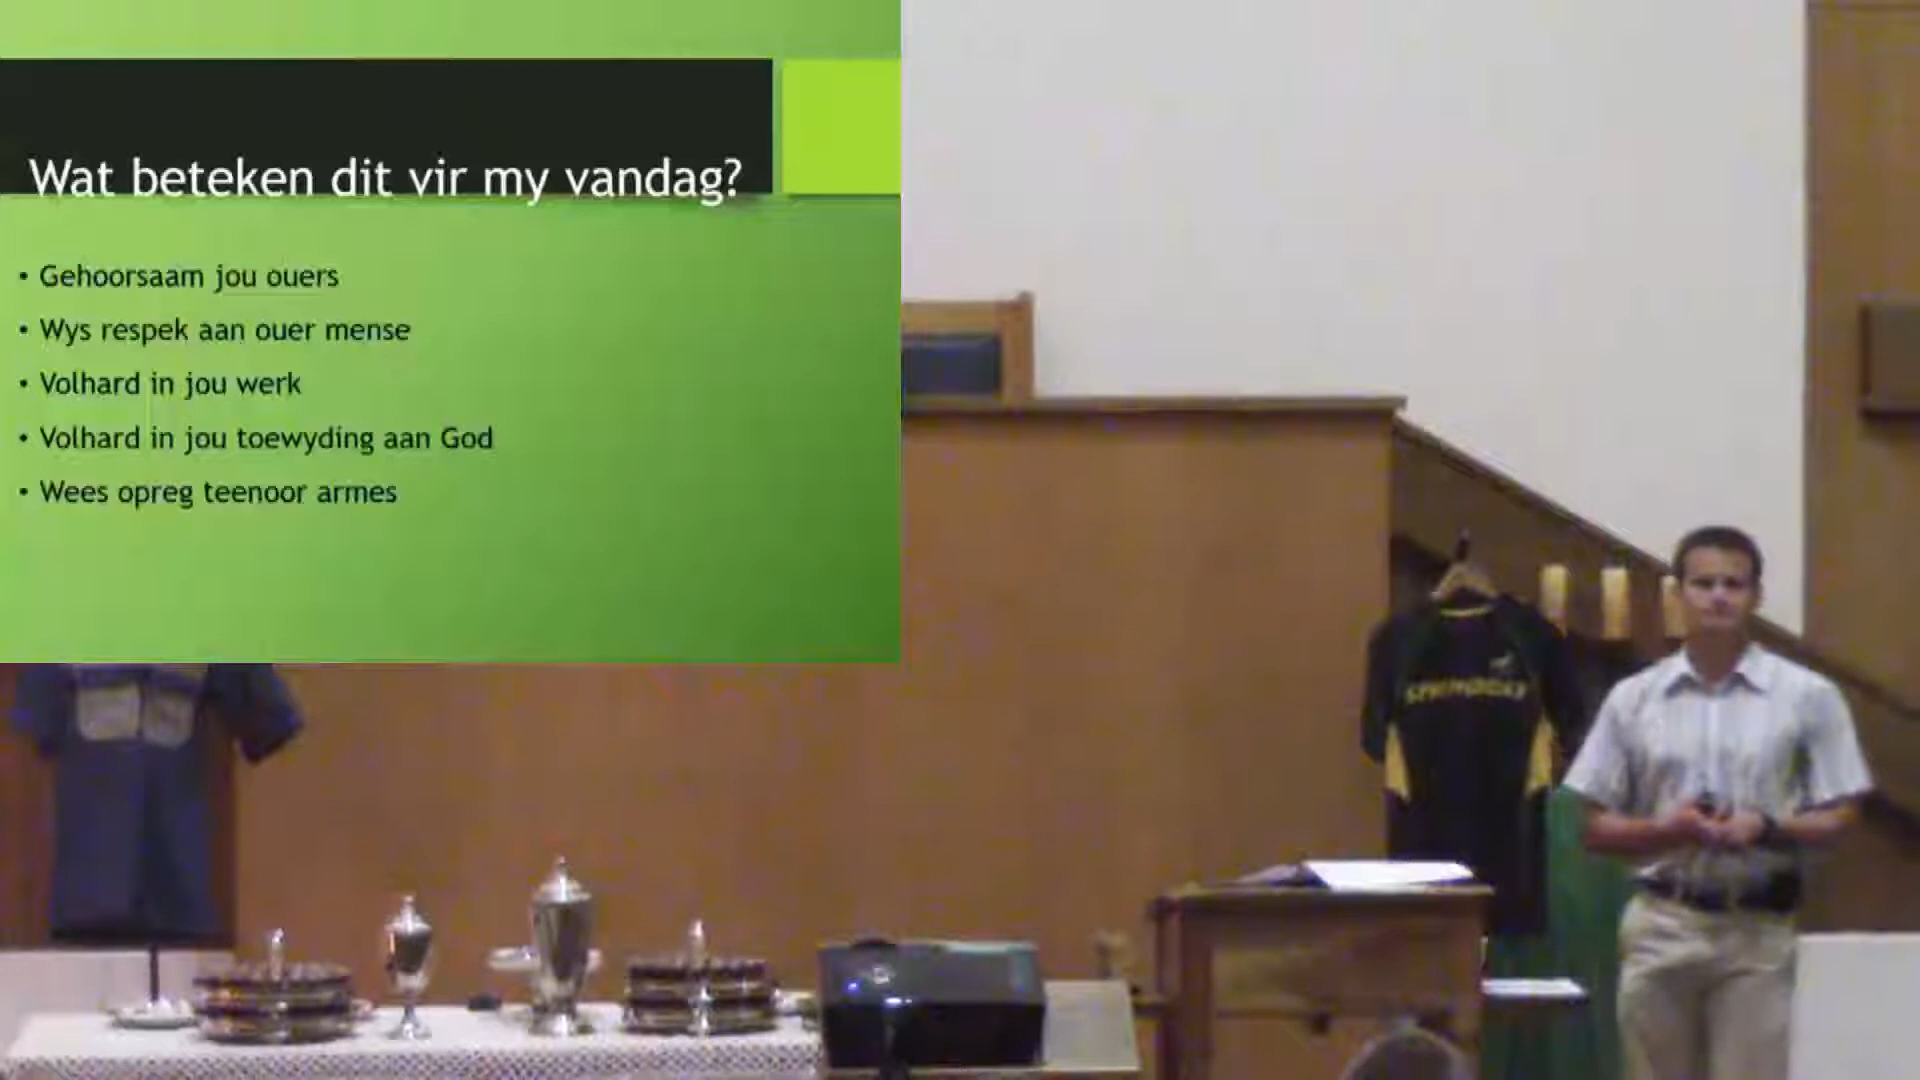 Wat beteken dit vir my vandag?
• Gehoorsaam jou ouers
• Wys respek aan ouer mense
• Volhard in jou werk
• Volhard in jou toewyding aan God
• Wees opreg teenoor armes